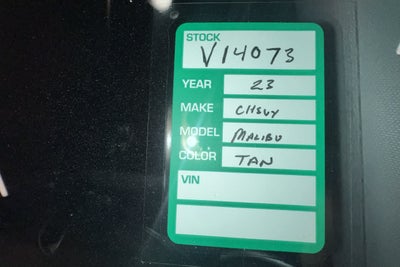 STOCK
V14073
YEAR 23
MAKE CHEVY
MODEL MALIBU
COLOR TAN
VIN